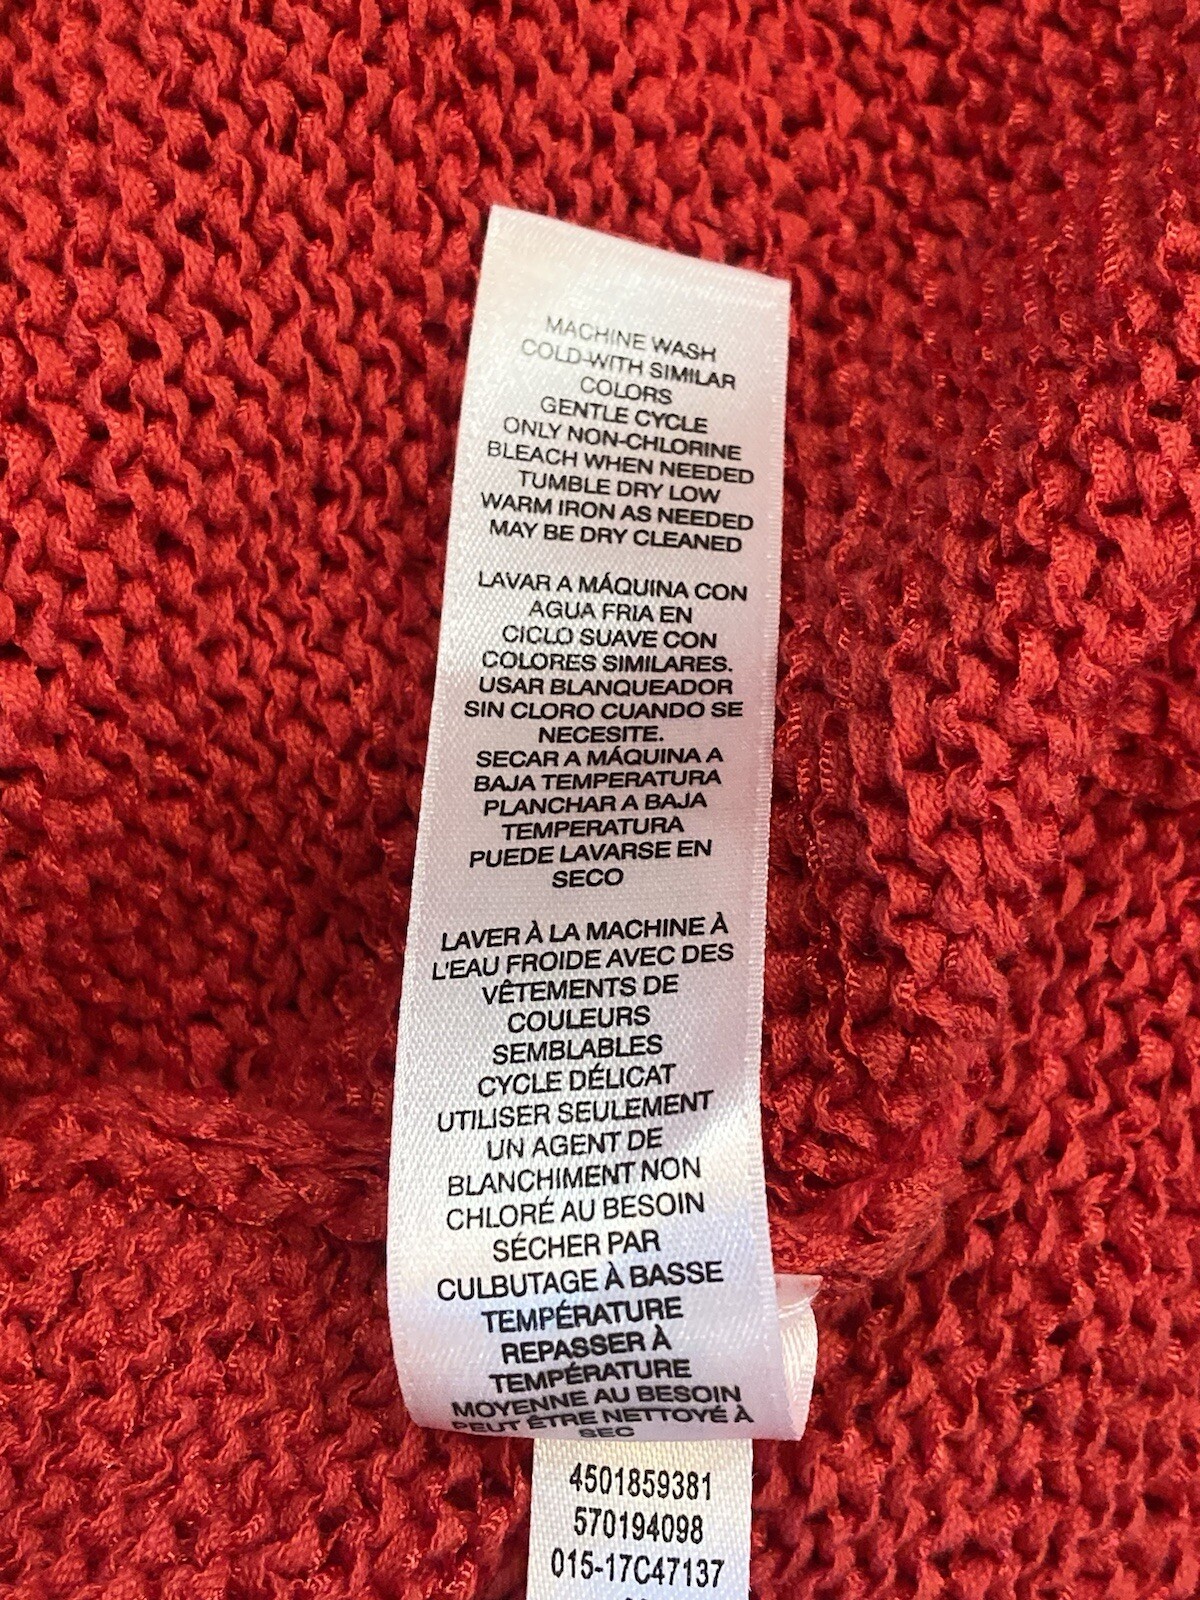 MACHINE WASH
COLD-WITH SIMILAR
COLORS
GENTLE CYCLE
ONLY NON-CHLORINE
BLEACH WHEN NEEDED
TUMBLE DRY LOW
WARM IRON AS NEEDED
MAY BE DRY CLEANED
LAVAR A MÁQUINA CON
AGUA FRIA EN
CICLO SUAVE CON
COLORES SIMILARES.
USAR BLANQUEADOR
SIN CLORO CUANDO SE
NECESITE.
SECAR A MÁQUINA A
BAJA TEMPERATURA
PLANCHAR A BAJA
TEMPERATURA
PUEDE LAVARSE EN
SECO
LAVER À LA MACHINE À
L'EAU FROIDE AVEC DES
VÊTEMENTS DE
COULEURS
SEMBLABLES
CYCLE DÉLICAT
UTILISER SEULEMENT
UN AGENT DE
BLANCHIMENT NON
CHLORÉ AU BESOIN
SÉCHER PAR
CULBUTAGE À BASSE
TEMPÉRATURE
REPASSER À
TEMPÉRATURE
MOYENNE AU BESOIN
PEUT ÊTRE NETTOYÉ À
SEC
4501859381
570194098
015-17C47137